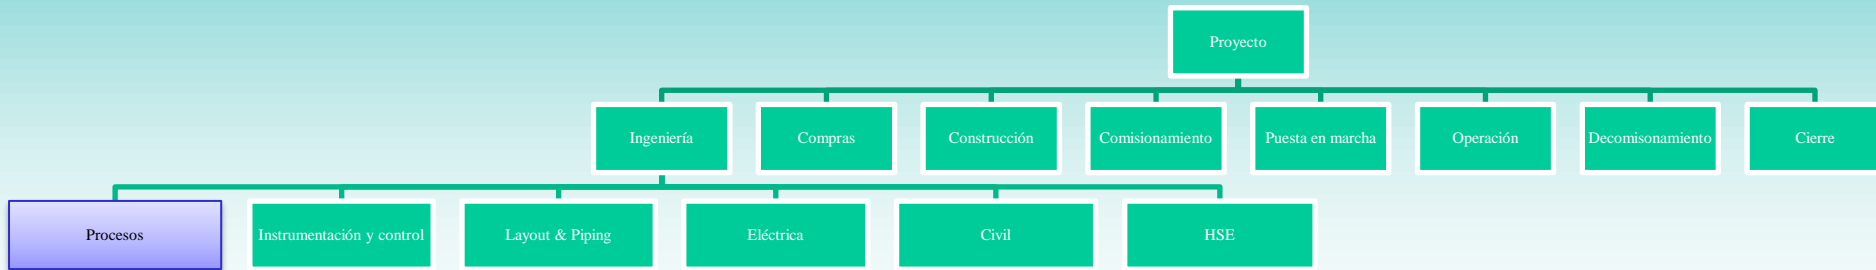 Proyecto
Ingeniería
Compras
Construcción
Comisionamiento
Puesta en marcha
Operación
Decomisonamiento
Cierre
Procesos
Instrumentación y control
Layout & Piping
Eléctrica
Civil
HSE